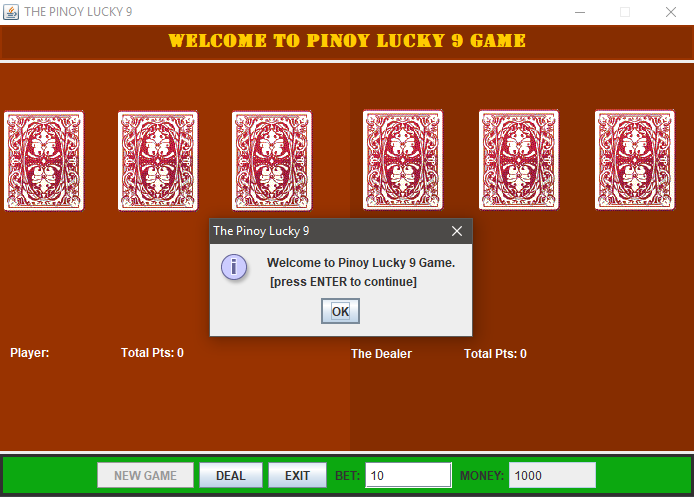 THE PINOY LUCKY 9
WELCOME TO PINOY LUCKY 9 GAME
The Pinoy Lucky 9
Welcome to Pinoy Lucky 9 Game.
[press ENTER to continue]
OK
Player: Total Pts: 0 The Dealer Total Pts: 0
NEW GAME DEAL EXIT BET: 10 MONEY: 1000